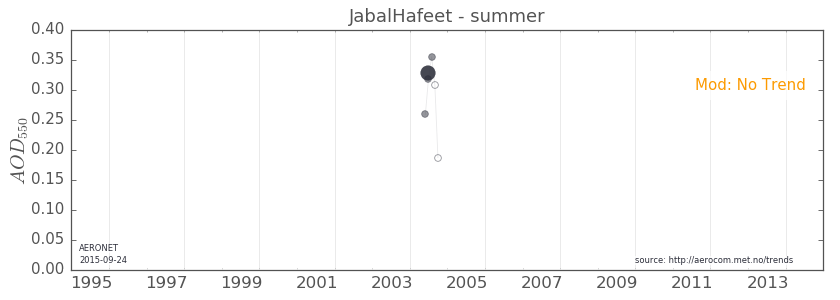 JabalHafeet - summer
0.40
0.35
0.30
0.25
0.20
0.15
0.10
0.05
0.00
AOD550
Mod: No Trend
AERONET
2015-09-24
source: http://aerocom.met.no/trends
1995 1997 1999 2001 2003 2005 2007 2009 2011 2013